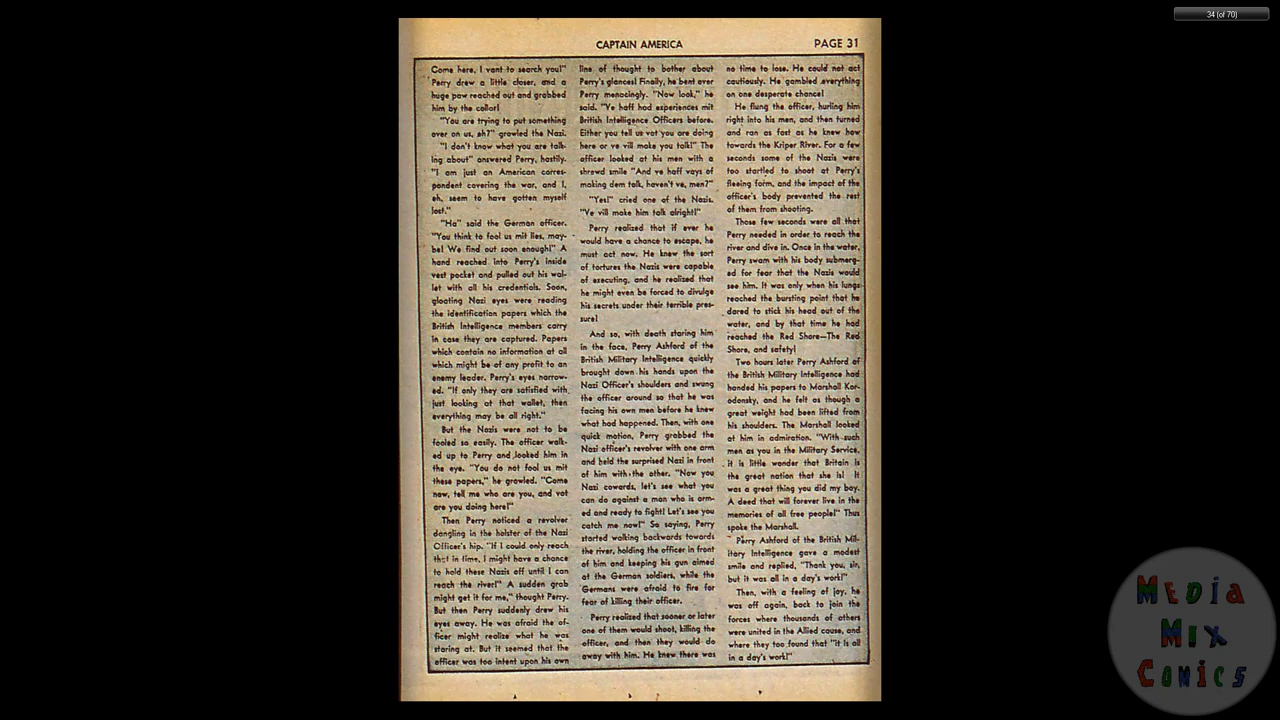 34 (of 70)
CAPTAIN AMERICA
PAGE 31
Come here, I vant to search you!"
Perry drew a little closer, and a
huge paw reached out and grabbed
him by the collar!
"You are trying to put something
over on us, eh?" growled the Nazi.
"I don't know what you are talk-
ing about" answered Perry, hastily.
"I am just an American corres-
pondent covering the war, and I,
eh, seem to have gotten myself
lost."
"Ha" said the German officer.
"You think to fool us mit lies, may-
be! We find out soon enough!" A
hand reached into Perry's inside
vest pocket and pulled out his wal-
let with all his credentials. Soon,
gloating Nazi eyes were reading
the identification papers which the
British Intelligence members carry
in case they are captured. Papers
which contain no information at all
which might be of any profit to an
enemy leader. Perry's eyes narrow-
ed. "If only they are satisfied with
just looking at that wallet, then
everything may be all right."
But the Nazis were not to be
fooled so easily. The officer walk-
ed up to Perry and looked him in
the eye. "You do not fool us mit
these papers," he growled. "Come
now, tell me who are you, and vat
are you doing here!"
Then Perry noticed a revolver
dangling in the holster of the Nazi
Officer's hip. "If I could only reach
that in time, I might have a chance
to hold these Nazis off until I can
reach the river!" A sudden grab
might get it for me," thought Perry.
But then Perry suddenly drew his
eyes away. He was afraid the of-
ficer might realize what he was
staring at. But it seemed that the
officer was too intent upon his own
line of thought to bother about
Perry's glances! Finally, he bent over
Perry menacingly. "Now look," he
said. "Ve haff had experiences mit
British Intelligence Officers before.
Either you tell us vat you are doing
here or ve vill make you talk!" The
officer looked at his men with a
shrewd smile "And ve haff vays of
making dem talk, haven't ve, men?"
"Yes!" cried one of the Nazis.
"Ve vill make him talk alright!"
Perry realized that if ever he
would have a chance to escape, he
must act now. He knew the sort
of tortures the Nazis were capable
of executing, and he realized that
he might even be forced to divulge
his secrets under their terrible pres-
sure!
And so, with death staring him
in the face, Perry Ashford of the
British Military Intelligence quickly
brought down his hands upon the
Nazi Officer's shoulders and swung
the officer around so that he was
facing his own men before he knew
what had happened. Then, with one
quick motion, Perry grabbed the
Nazi officer's revolver with one arm
and held the surprised Nazi in front
of him with the other. "Now you
Nazi cowards, let's see what you
can do against a man who is arm-
ed and ready to fight! Let's see you
catch me now!" So saying, Perry
started walking backwards towards
the river, holding the officer in front
of him and keeping his gun aimed
at the German soldiers, while the
Germans were afraid to fire for
fear of killing their officer.
Perry realized that sooner or later
one of them would shoot, killing the
officer, and then they would do
away with him. He knew there was
no time to lose. He could not act
cautiously. He gambled everything
on one desperate chance!
He flung the officer, hurling him
right into his men, and then turned
and ran as fast as he knew how
towards the Kriper River. For a few
seconds some of the Nazis were
too startled to shoot at Perry's
fleeing form, and the impact of the
officer's body prevented the rest
of them from shooting.
Those few seconds were all that
Perry needed in order to reach the
river and dive in. Once in the water,
Perry swam with his body submerg-
ed for fear that the Nazis would
see him. It was only when his lungs
reached the bursting point that he
dared to stick his head out of the
water, and by that time he had
reached the Red Shore—The Red
Shore, and safety!
Two hours later Perry Ashford of
the British Military Intelligence had
handed his papers to Marshall Kor-
odonsky, and he felt as though a
great weight had been lifted from
his shoulders. The Marshall looked
at him in admiration. "With such
men as you in the Military Service,
it is little wonder that Britain is
the great nation that she is! It
was a great thing you did my boy.
A deed that will forever live in the
memories of all free people!" Thus
spoke the Marshall.
Perry Ashford of the British Mil-
itary Intelligence gave a modest
smile and replied, "Thank you, sir,
but it was all in a day's work!"
Then, with a feeling of joy, he
was off again, back to join the
forces where thousands of others
were united in the Allied cause, and
where they too found that "it is all
in a day's work!"
MEDiA
MiX
COMiCS